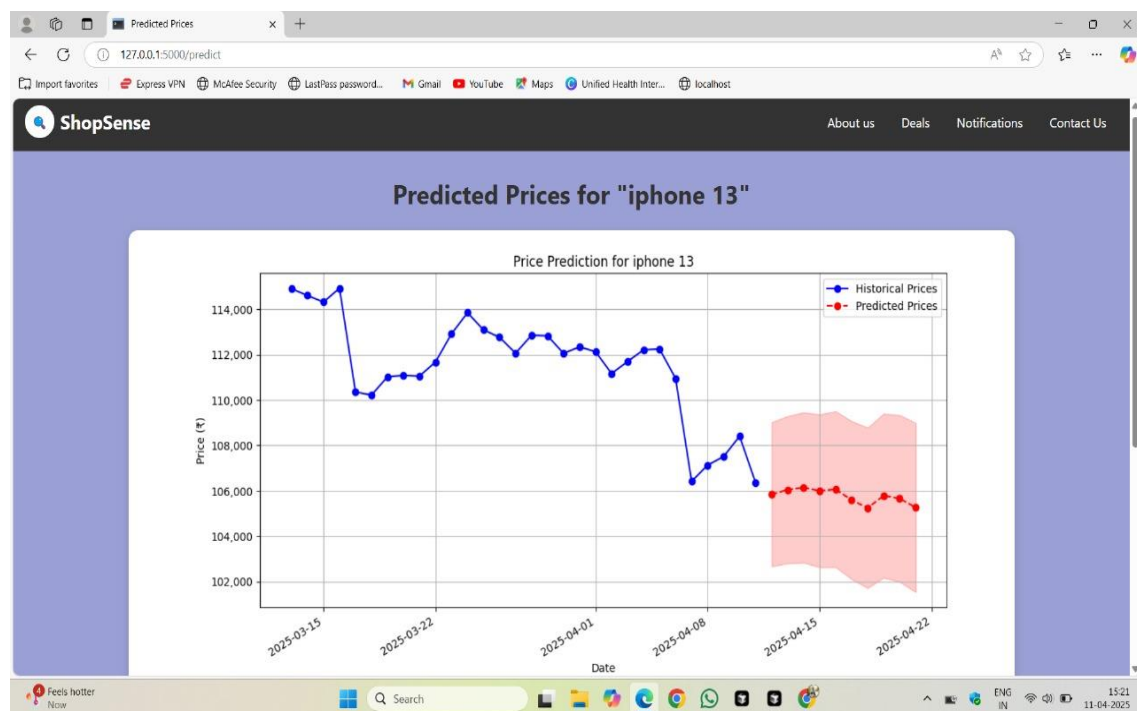 Predicted Prices
127.0.0.1:5000/predict
Import favorites Express VPN McAfee Security LastPass password... Gmail YouTube Maps Unified Health Inter... localhost
ShopSense About us Deals Notifications Contact Us
Predicted Prices for "iphone 13"
Price Prediction for iphone 13
Historical Prices
Predicted Prices
114,000
112,000
110,000
108,000
106,000
104,000
102,000
Price (₹)
2025-03-15 2025-03-22 2025-04-01 2025-04-08 2025-04-15 2025-04-22
Date
4 Feels hotter
Now
Search
ENG
IN
15:21
11-04-2025